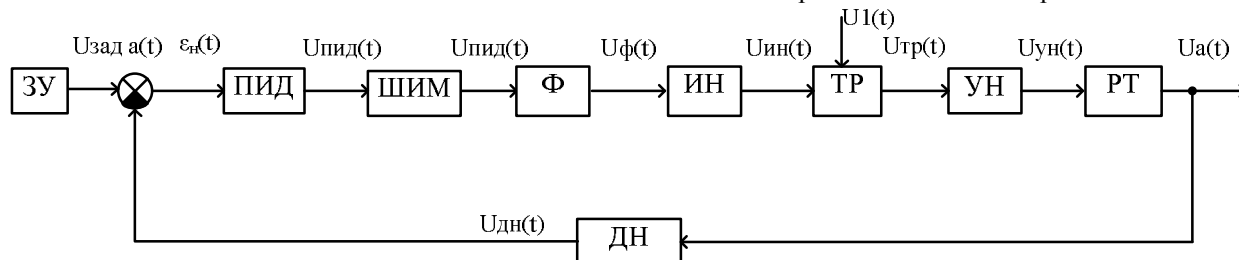 U1(t)
Uзад a(t)
εн(t)
Uпид(t)
Uпид(t)
Uф(t)
Uин(t)
Uтр(t)
Uун(t)
Ua(t)
ЗУ
ПИД
ШИМ
Ф
ИН
ТР
УН
РТ
Uдн(t)
ДН